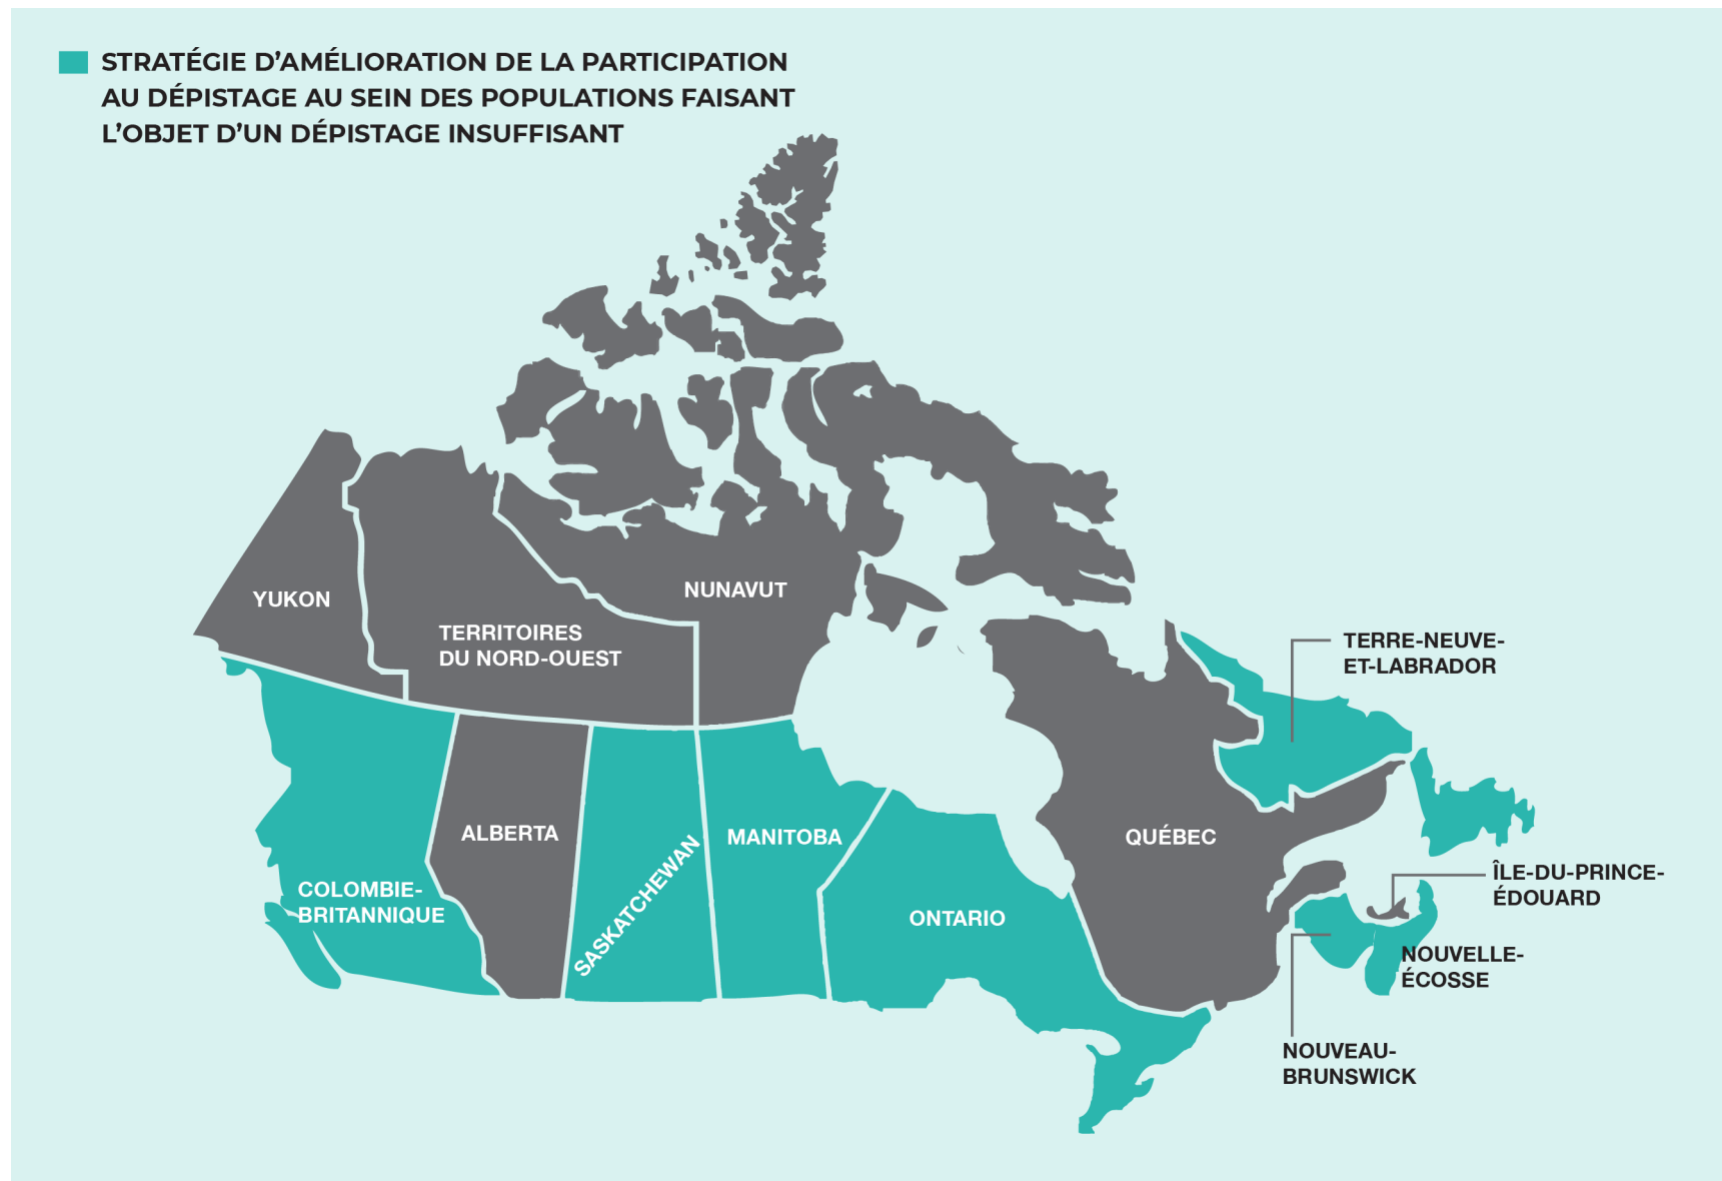 STRATÉGIE D'AMÉLIORATION DE LA PARTICIPATION
AU DÉPISTAGE AU SEIN DES POPULATIONS FAISANT
L'OBJET D'UN DÉPISTAGE INSUFFISANT
YUKON
TERRITOIRES
DU NORD-OUEST
NUNAVUT
TERRE-NEUVE-
ET-LABRADOR
COLOMBIE-
BRITANNIQUE
ALBERTA
SASKATCHEWAN
MANITOBA
ONTARIO
QUÉBEC
ÎLE-DU-PRINCE-
ÉDOUARD
NOUVELLE-
ÉCOSSE
NOUVEAU-
BRUNSWICK